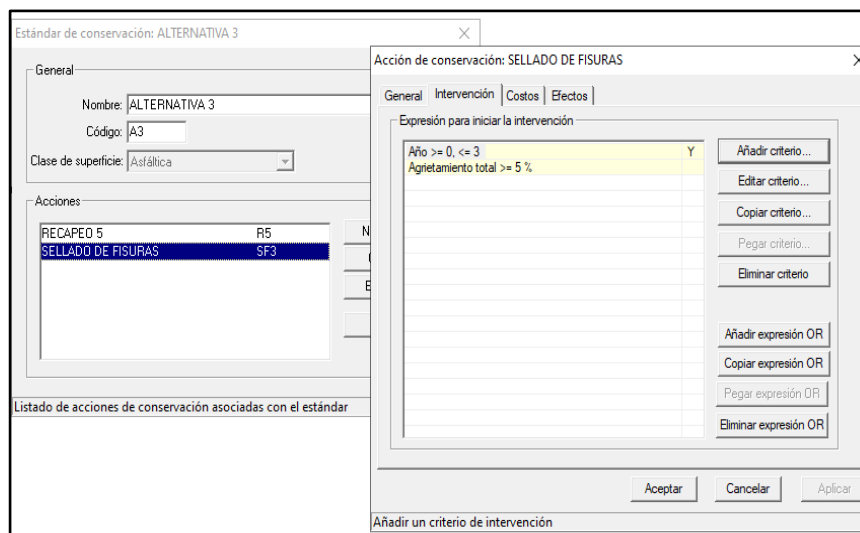 Estándar de conservación: ALTERNATIVA 3
General
Nombre: ALTERNATIVA 3
Código: A3
Clase de superficie: Asfáltica
Acciones
RECAPEO 5 R5
SELLADO DE FISURAS SF3
N
E
Listado de acciones de conservación asociadas con el estándar
Acción de conservación: SELLADO DE FISURAS
General Intervención Costos Efectos
Expresión para iniciar la intervención
Año >= 0, <= 3 Y
Agrietamiento total >= 5 %
Añadir criterio...
Editar criterio...
Copiar criterio...
Pegar criterio...
Eliminar criterio
Añadir expresión OR
Copiar expresión OR
Pegar expresión OR
Eliminar expresión OR
Aceptar Cancelar Aplicar
Añadir un criterio de intervención